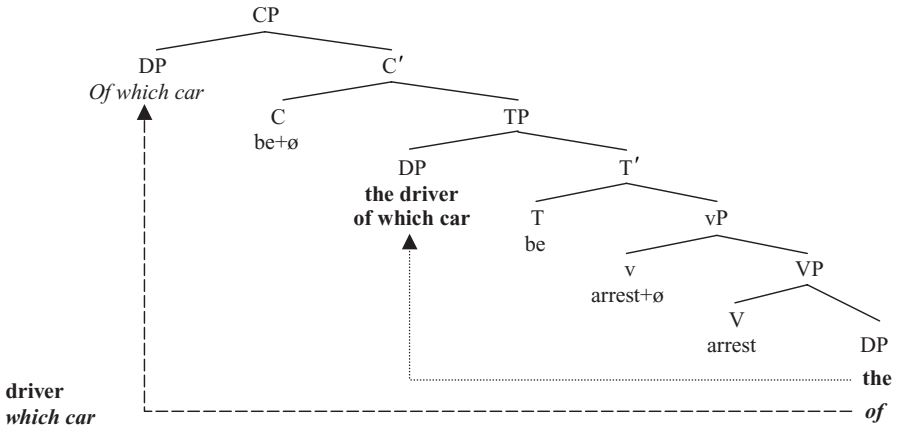 CP
DP C′
Of which car
C TP
be+ø
DP T′
the driver
of which car T vP
be
v VP
arrest+ø
V
arrest DP
the
driver
which car of